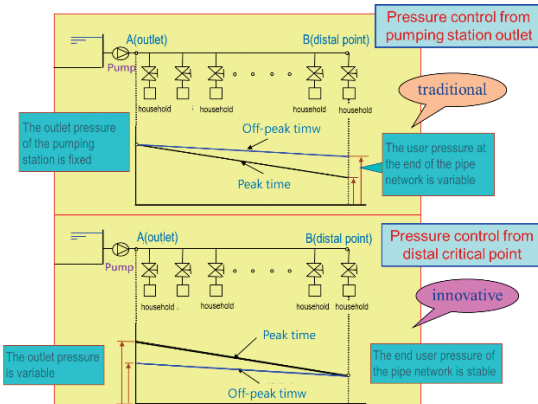 Pressure control from
pumping station outlet
A(outlet)
B(distal point)
Pump
traditional
household
household
household
household
Off-peak timw
The outlet pressure
of the pumping
station is fixed
The user pressure at
the end of the pipe
network is variable
Peak time
Pressure control from
distal critical point
A(outlet)
B(distal point)
Pump
innovative
household
household
household
household
Peak time
The outlet pressure
is variable
The end user pressure of
the pipe network is stable
Off-peak timw